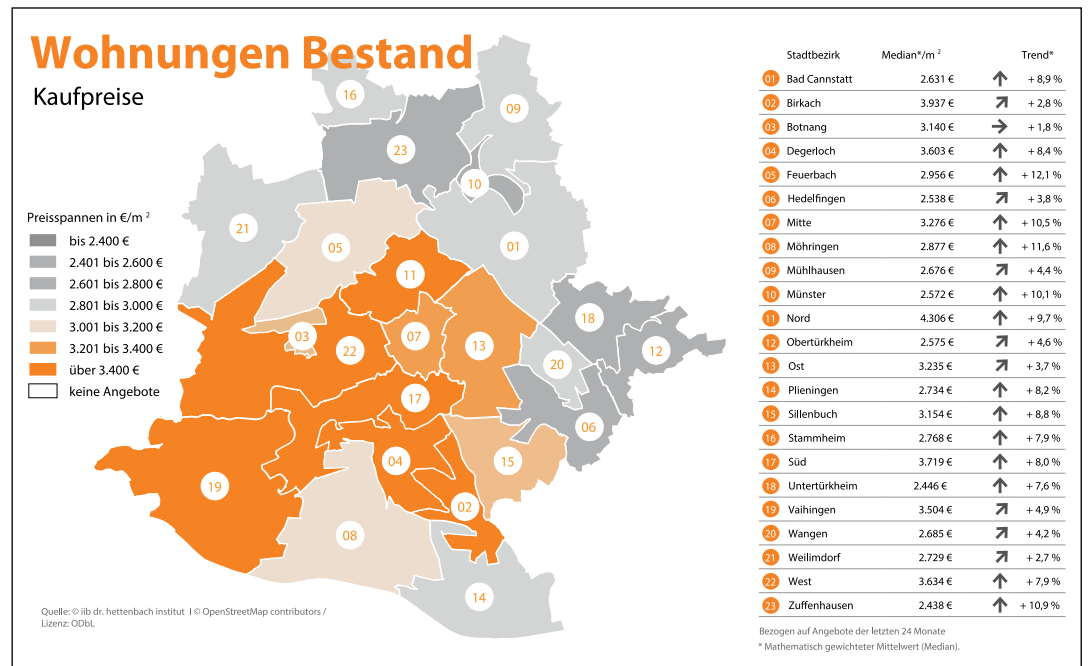 Wohnungen Bestand
Kaufpreise
Preisspannen in €/m ²
bis 2.400 €
2.401 bis 2.600 €
2.601 bis 2.800 €
2.801 bis 3.000 €
3.001 bis 3.200 €
3.201 bis 3.400 €
über 3.400 €
keine Angebote
16
09
23
10
21
05
01
11
18
03
22
07
13
12
20
17
06
04
15
19
02
08
14
Quelle: © iib dr. hettenbach institut I © OpenStreetMap contributors /
Lizenz: ODbL
Stadtbezirk Median*/m ² Trend*
01 Bad Cannstatt 2.631 € + 8,9 %
02 Birkach 3.937 € + 2,8 %
03 Botnang 3.140 € + 1,8 %
04 Degerloch 3.603 € + 8,4 %
05 Feuerbach 2.956 € + 12,1 %
06 Hedelfingen 2.538 € + 3,8 %
07 Mitte 3.276 € + 10,5 %
08 Möhringen 2.877 € + 11,6 %
09 Mühlhausen 2.676 € + 4,4 %
10 Münster 2.572 € + 10,1 %
11 Nord 4.306 € + 9,7 %
12 Obertürkheim 2.575 € + 4,6 %
13 Ost 3.235 € + 3,7 %
14 Plieningen 2.734 € + 8,2 %
15 Sillenbuch 3.154 € + 8,8 %
16 Stammheim 2.768 € + 7,9 %
17 Süd 3.719 € + 8,0 %
18 Untertürkheim 2.446 € + 7,6 %
19 Vaihingen 3.504 € + 4,9 %
20 Wangen 2.685 € + 4,2 %
21 Weilimdorf 2.729 € + 2,7 %
22 West 3.634 € + 7,9 %
23 Zuffenhausen 2.438 € + 10,9 %
Bezogen auf Angebote der letzten 24 Monate
* Mathematisch gewichteter Mittelwert (Median).